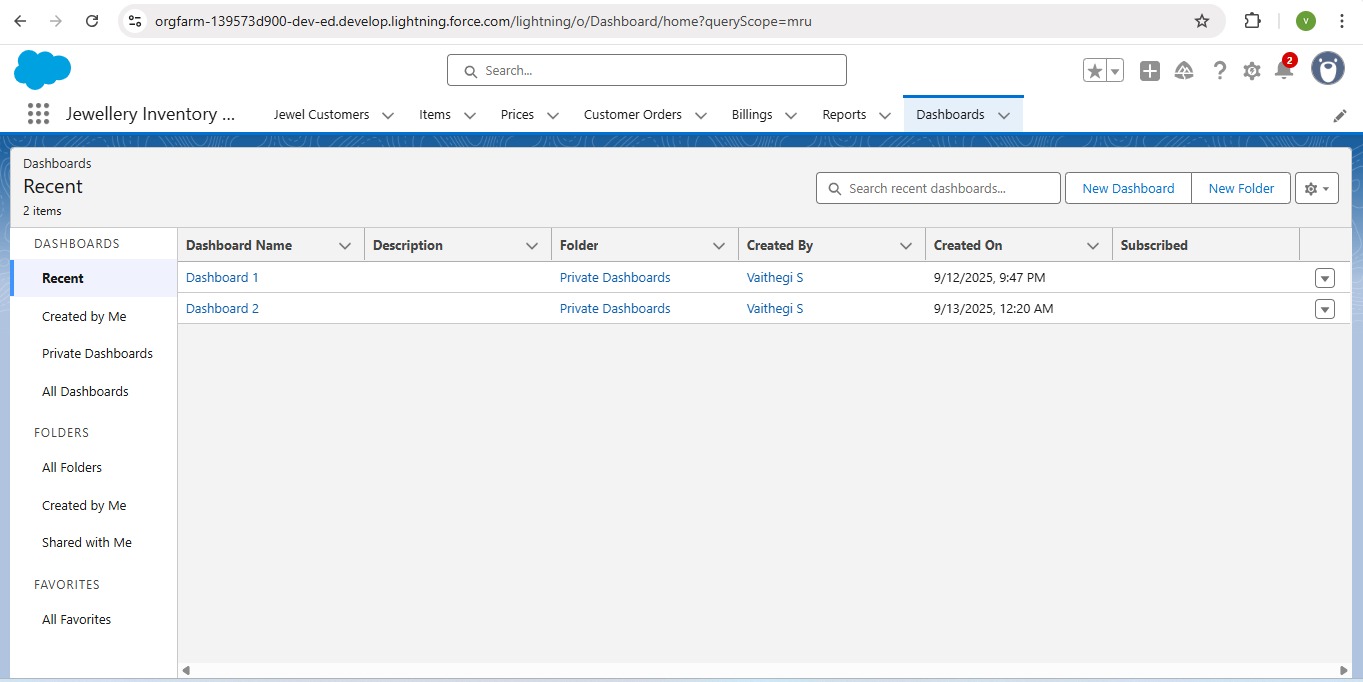 orgfarm-139573d900-dev-ed.develop.lightning.force.com/lightning/o/Dashboard/home?queryScope=mru
V
Search...
2
Jewellery Inventory ... Jewel Customers Items Prices Customer Orders Billings Reports Dashboards
Dashboards
Recent
2 items
Search recent dashboards...
New Dashboard
New Folder
DASHBOARDS
Recent
Created by Me
Private Dashboards
All Dashboards
FOLDERS
All Folders
Created by Me
Shared with Me
FAVORITES
All Favorites
Dashboard Name Description Folder Created By Created On Subscribed
Dashboard 1 Private Dashboards Vaithegi S 9/12/2025, 9:47 PM
Dashboard 2 Private Dashboards Vaithegi S 9/13/2025, 12:20 AM